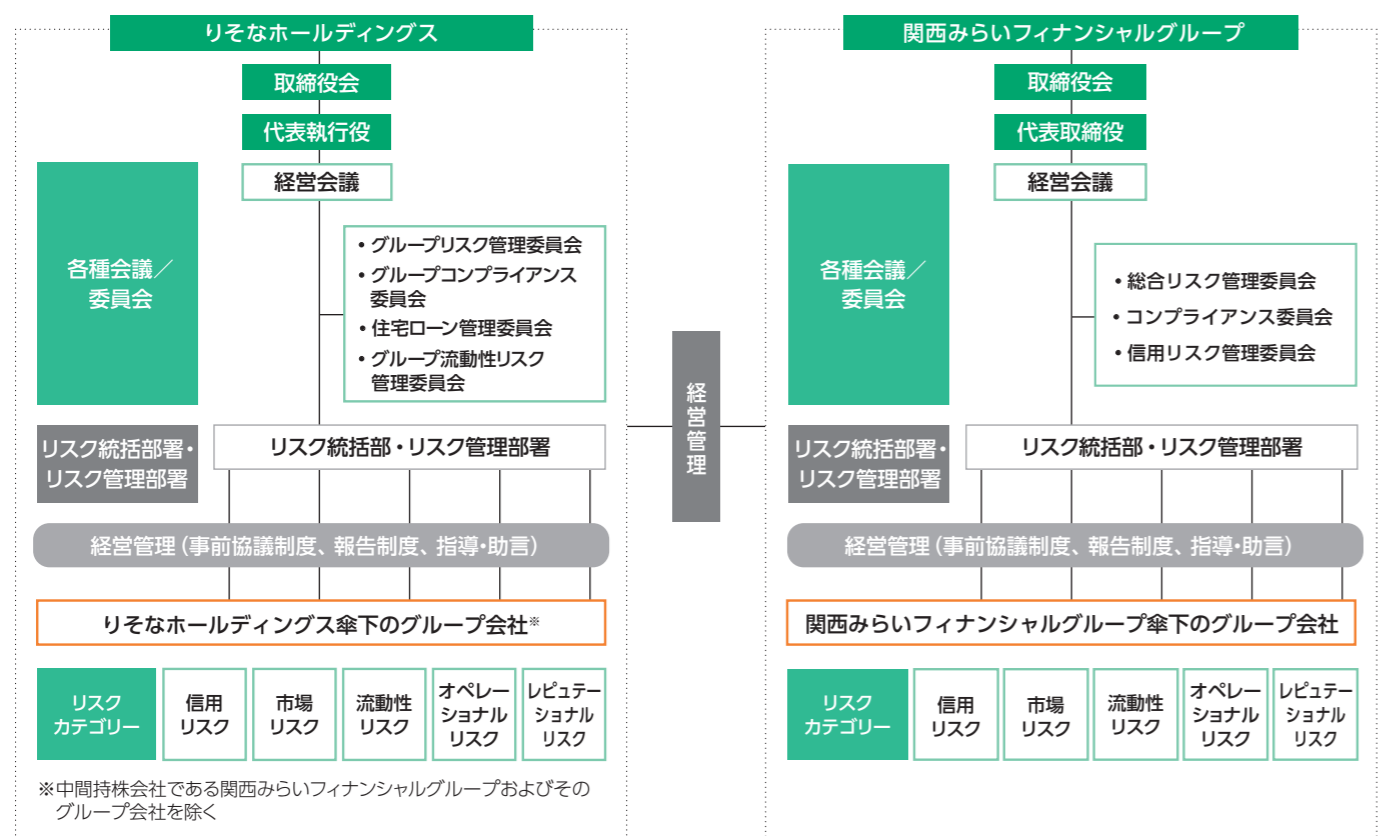 りそなホールディングス
取締役会
代表執行役
経営会議
各種会議／
委員会
・グループリスク管理委員会
・グループコンプライアンス
委員会
・住宅ローン管理委員会
・グループ流動性リスク
管理委員会
リスク統括部署・
リスク管理部署
リスク統括部・リスク管理部署
経営管理（事前協議制度、報告制度、指導・助言）
りそなホールディングス傘下のグループ会社※
リスク
カテゴリー
信用
リスク
市場
リスク
流動性
リスク
オペレー
ショナル
リスク
レピュテー
ショナル
リスク
※中間持株会社である関西みらいフィナンシャルグループおよびその
グループ会社を除く
経営管理
関西みらいフィナンシャルグループ
取締役会
代表取締役
経営会議
各種会議／
委員会
・総合リスク管理委員会
・コンプライアンス委員会
・信用リスク管理委員会
リスク統括部署・
リスク管理部署
リスク統括部・リスク管理部署
経営管理（事前協議制度、報告制度、指導・助言）
関西みらいフィナンシャルグループ傘下のグループ会社
リスク
カテゴリー
信用
リスク
市場
リスク
流動性
リスク
オペレー
ショナル
リスク
レピュテー
ショナル
リスク